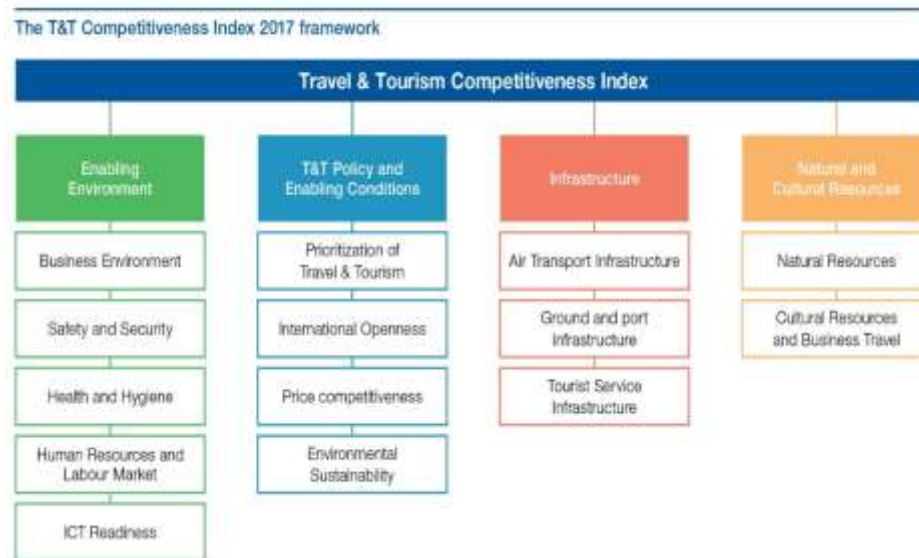 The T&T Competitiveness Index 2017 framework
Travel & Tourism Competitiveness Index
Enabling
Environment
Business Environment
Safety and Security
Health and Hygiene
Human Resources and
Labour Market
ICT Readiness
T&T Policy and
Enabling Conditions
Prioritization of
Travel & Tourism
International Openness
Price competitiveness
Environmental
Sustainability
Infrastructure
Air Transport Infrastructure
Ground and port
Infrastructure
Tourist Service
Infrastructure
Natural and
Cultural Resources
Natural Resources
Cultural Resources
and Business Travel